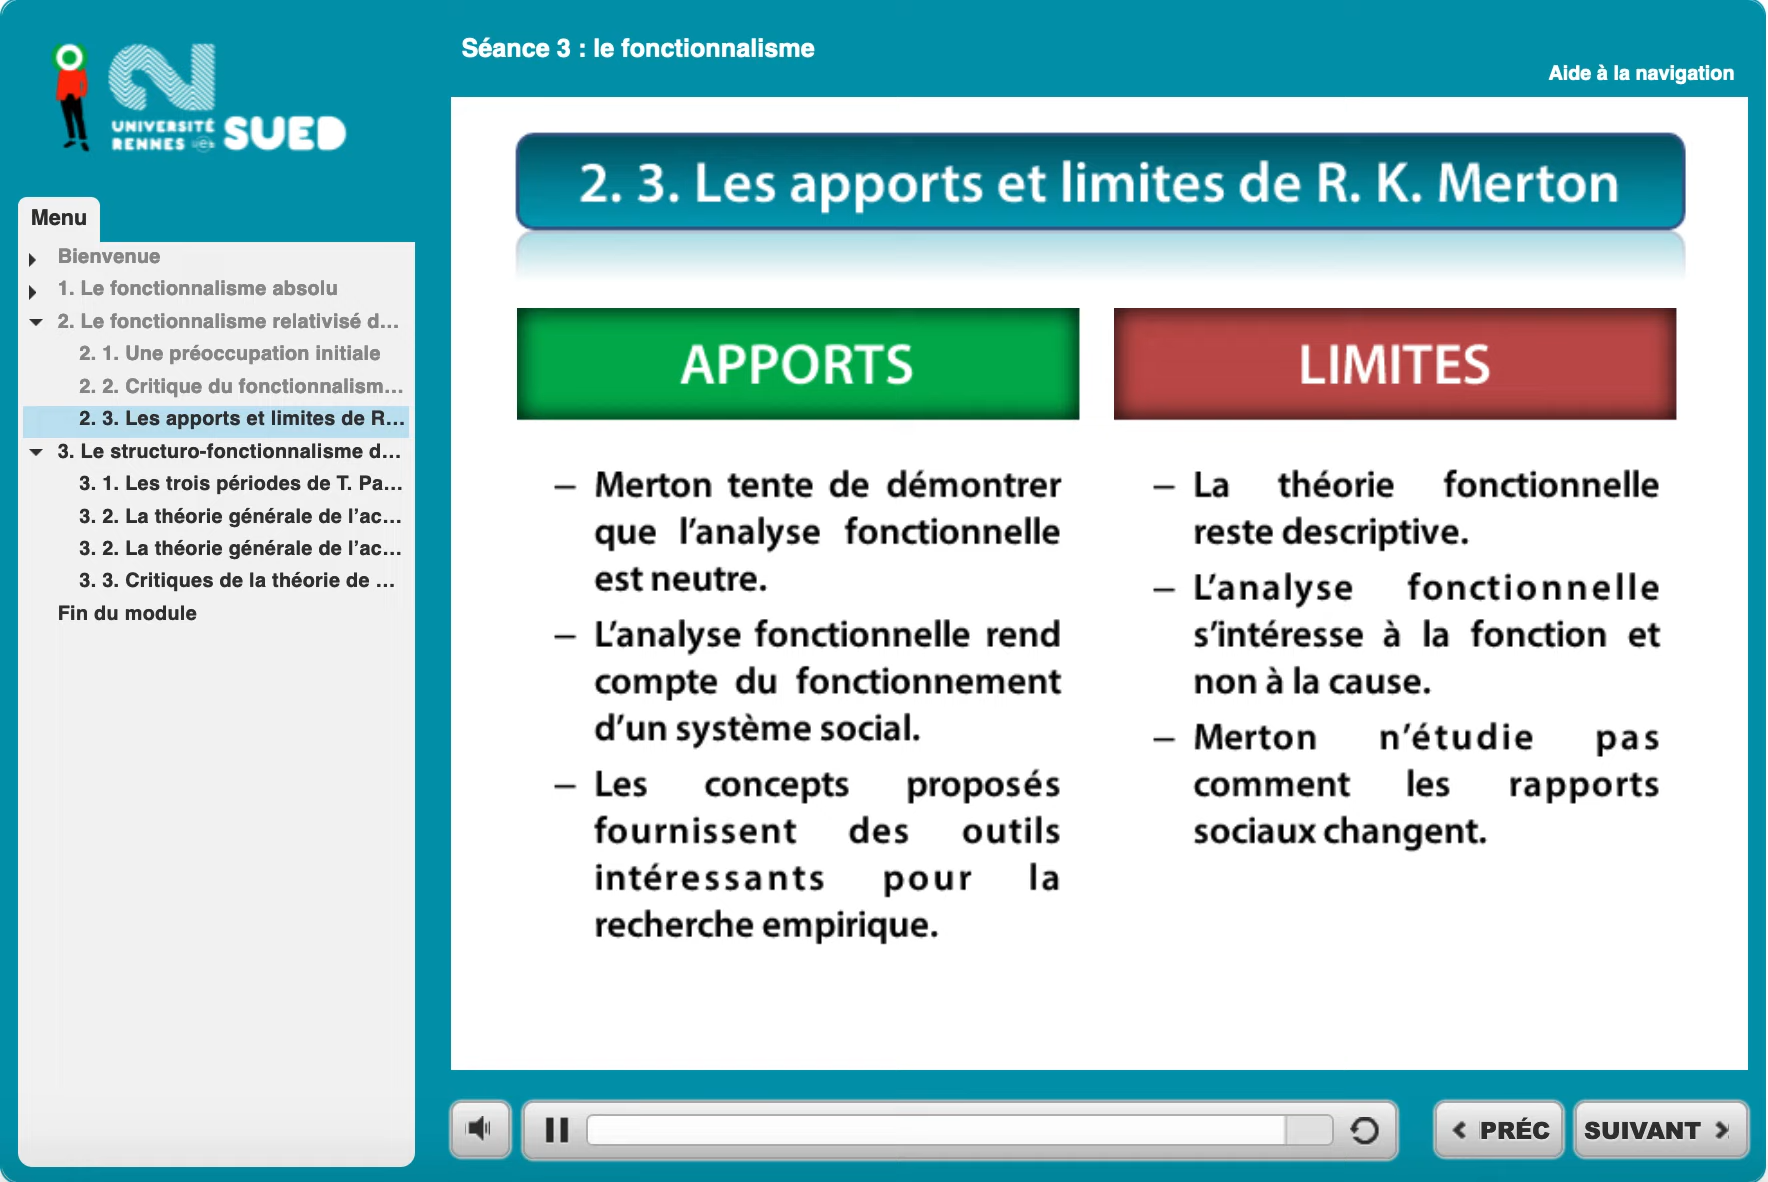 UNIVERSITÉ
RENNES
SUED
Séance 3 : le fonctionnalisme
Aide à la navigation
Menu
Bienvenue
1. Le fonctionnalisme absolu
2. Le fonctionnalisme relativisé d...
2. 1. Une préoccupation initiale
2. 2. Critique du fonctionnalism...
2. 3. Les apports et limites de R...
3. Le structuro-fonctionnalisme d...
3. 1. Les trois périodes de T. Pa...
3. 2. La théorie générale de l’ac...
3. 2. La théorie générale de l’ac...
3. 3. Critiques de la théorie de ...
Fin du module
2. 3. Les apports et limites de R. K. Merton
APPORTS
– Merton tente de démontrer
que l’analyse fonctionnelle
est neutre.
– L’analyse fonctionnelle rend
compte du fonctionnement
d’un système social.
– Les concepts proposés
fournissent des outils
intéressants pour la
recherche empirique.
LIMITES
– La théorie fonctionnelle
reste descriptive.
– L’analyse fonctionnelle
s’intéresse à la fonction et
non à la cause.
– Merton n’étudie pas
comment les rapports
sociaux changent.
PRÉC
SUIVANT